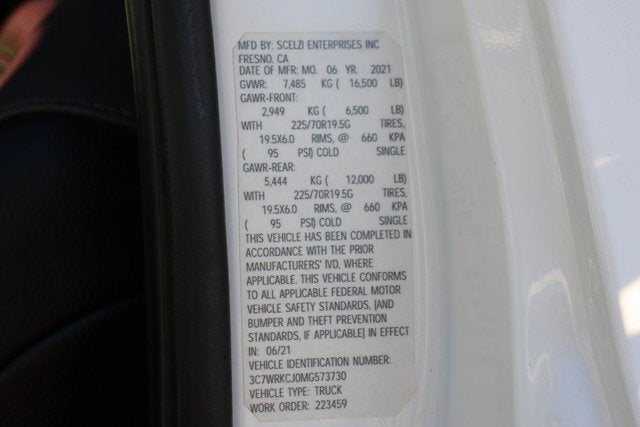 MFD BY: SCELZI ENTERPRISES INC
FRESNO, CA
DATE OF MFR: MO. 06 YR. 2021
GVWR: 7,485 KG ( 16,500 LB)
GAWR-FRONT:
2,949 KG ( 6,500 LB)
WITH 225/70R19.5G TIRES,
19.5X6.0 RIMS, @ 660 KPA
( 95 PSI) COLD SINGLE
GAWR-REAR:
5,444 KG ( 12,000 LB)
WITH 225/70R19.5G TIRES,
19.5X6.0 RIMS, @ 660 KPA
( 95 PSI) COLD SINGLE
THIS VEHICLE HAS BEEN COMPLETED IN
ACCORDANCE WITH THE PRIOR
MANUFACTURERS' IVD, WHERE
APPLICABLE. THIS VEHICLE CONFORMS
TO ALL APPLICABLE FEDERAL MOTOR
VEHICLE SAFETY STANDARDS, [AND
BUMPER AND THEFT PREVENTION
STANDARDS, IF APPLICABLE] IN EFFECT
IN: 06/21
VEHICLE IDENTIFICATION NUMBER:
3C7WRKCJ0MG573730
VEHICLE TYPE: TRUCK
WORK ORDER: 223459